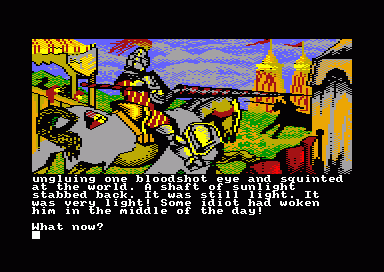 ungluing one bloodshot eye and squinted
at the world. A shaft of sunlight
stabbed back. It was still light. It
was very light! Some idiot had woken
him in the middle of the day!
What now?